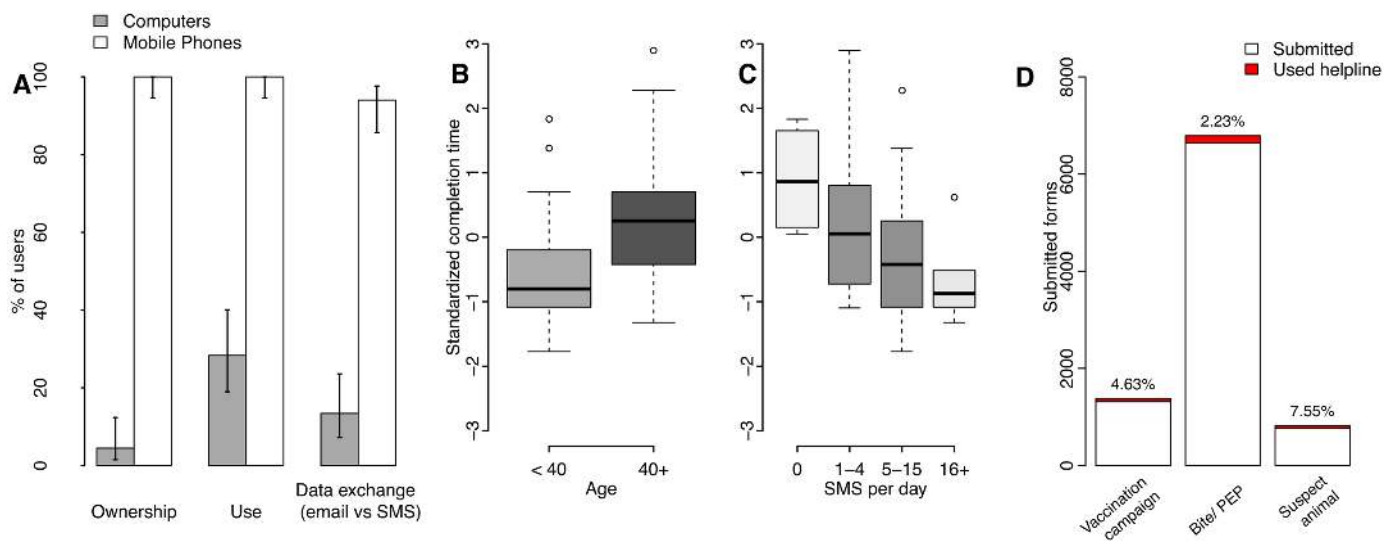 Computers
Mobile Phones
A
% of users
0
20
40
60
80
100
Ownership
Use
Data exchange
(email vs SMS)
B
Standardized completion time
3
2
1
0
−1
−2
−3
< 40
40+
Age
C
3
2
1
0
−1
−2
−3
0
1−4
5−15
16+
SMS per day
Submitted
Used helpline
D
Submitted forms
0
2000
4000
6000
8000
4.63%
2.23%
7.55%
Vaccination
campaign
Bite/ PEP
Suspect
animal